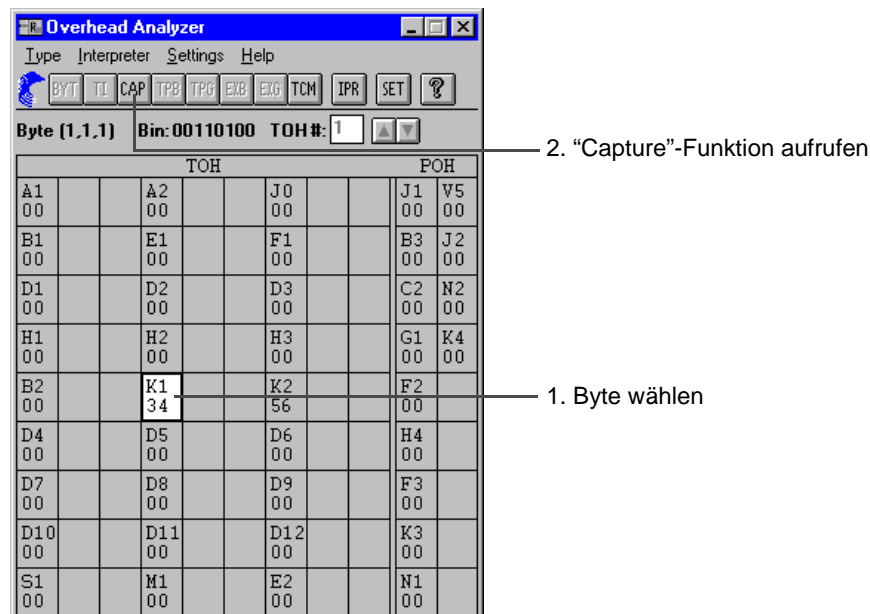 Overhead Analyzer
Type Interpreter Settings Help
BYT TI CAP TPB TPG EXB EXG TCM IPR SET ?
Byte (1,1,1) Bin:00110100 TOH#: 1
2. “Capture”-Funktion aufrufen
TOH POH
A1 A2 J0 J1 V5
00 00 00 00 00
B1 E1 F1 B3 J2
00 00 00 00 00
D1 D2 D3 C2 N2
00 00 00 00 00
H1 H2 H3 G1 K4
00 00 00 00 00
B2 K1 K2 F2
00 34 56 00
1. Byte wählen
D4 D5 D6 H4
00 00 00 00
D7 D8 D9 F3
00 00 00 00
D10 D11 D12 K3
00 00 00 00
S1 M1 E2 N1
00 00 00 00